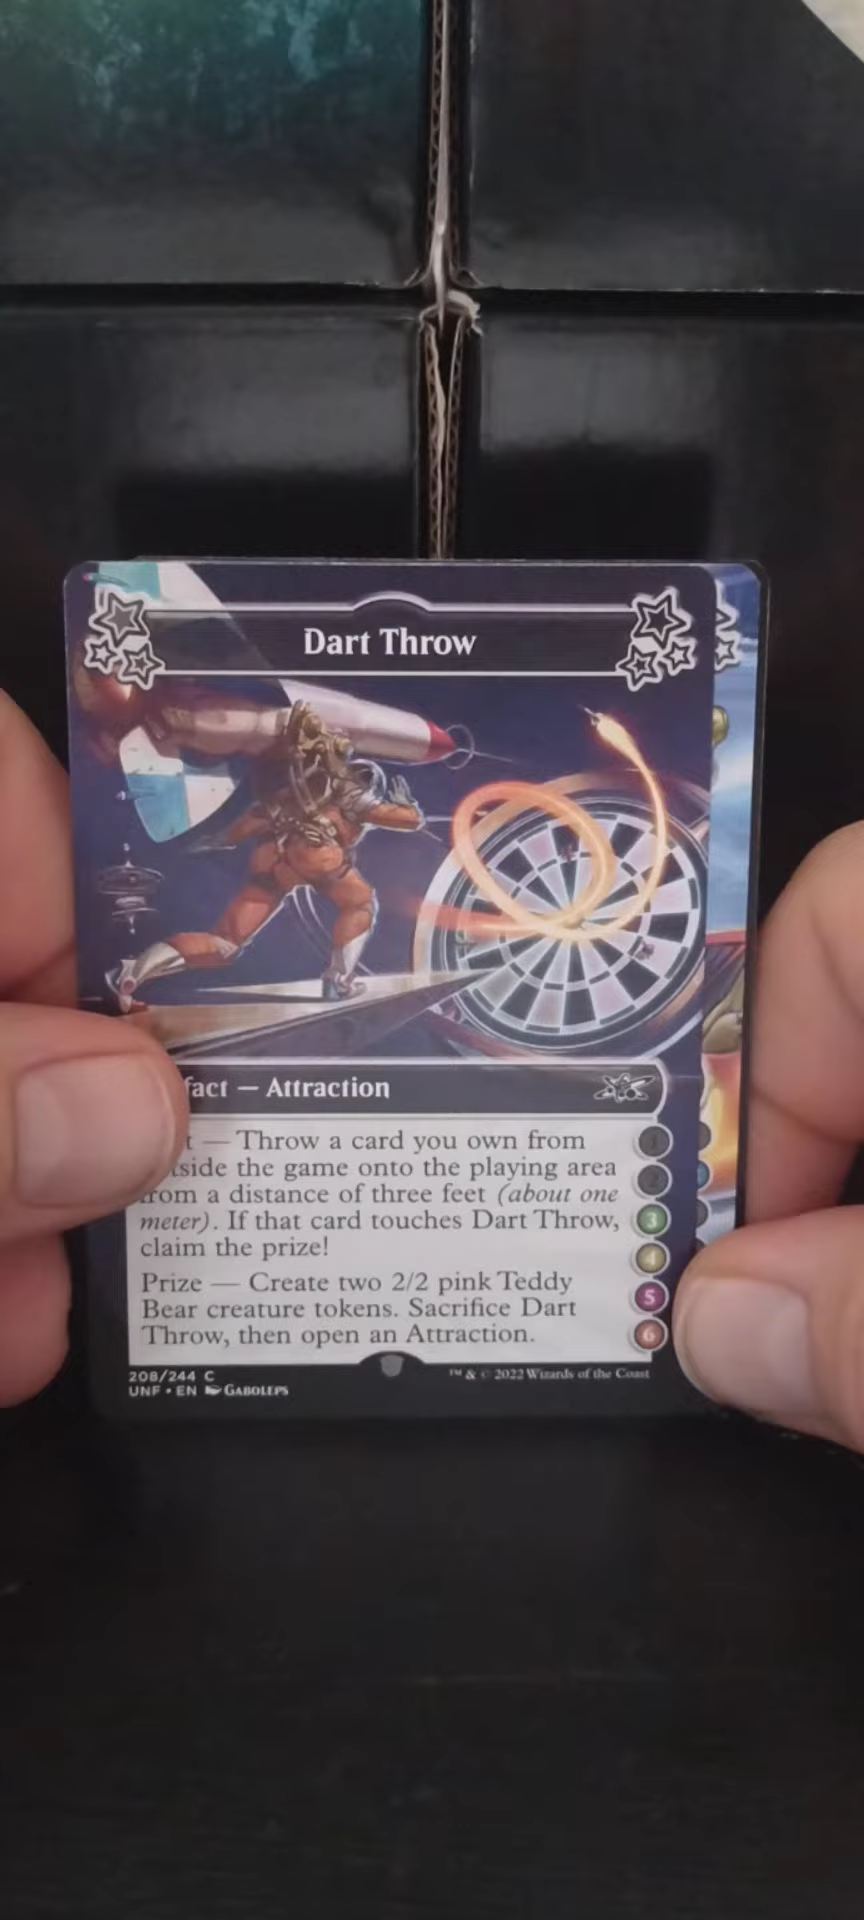 Dart Throw
fact — Attraction
t — Throw a card you own from
side the game onto the playing area
from a distance of three feet (about one
meter). If that card touches Dart Throw,
claim the prize!
Prize — Create two 2/2 pink Teddy
Bear creature tokens. Sacrifice Dart
Throw, then open an Attraction.
1
2
3
4
5
6
208/244 C
UNF • EN GABOLEPS
™ & © 2022 Wizards of the Coast